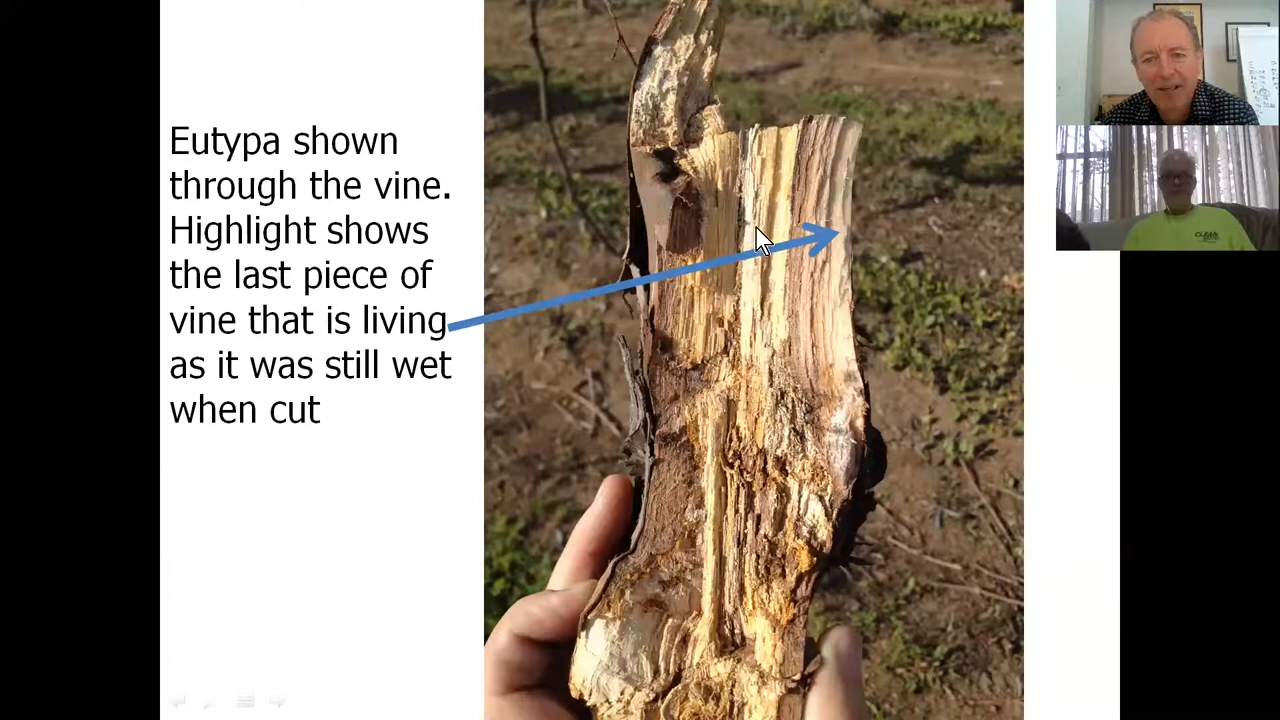 Eutypa shown
through the vine.
Highlight shows
the last piece of
vine that is living
as it was still wet
when cut
CLEAN